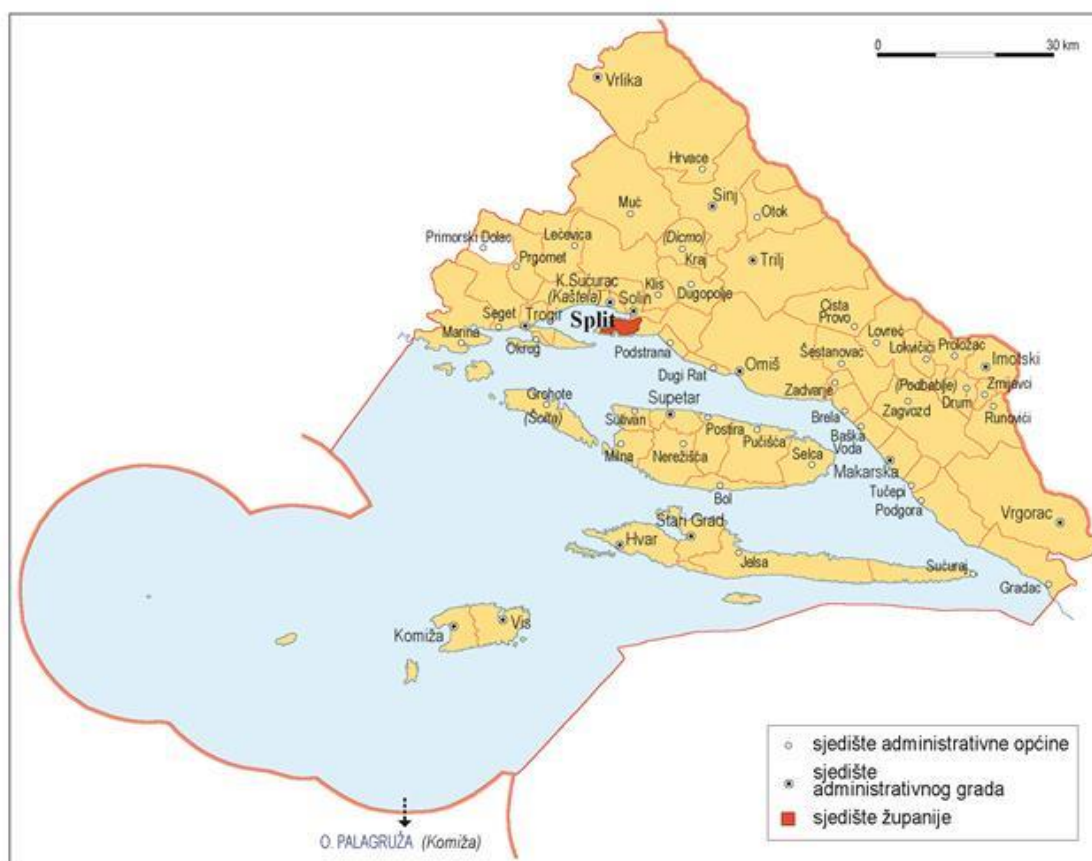 0 30 km
Vrlika
Hrvace
Sinj
Muć
Otok
Primorski Dolac
Lećevica
(Dicmo)
Kraj
Trilj
Prgomet
K.Sućurac
(Kaštela)
Klis
Solin
Dugopolje
Seget
Trogir
Split
Marina
Okrug
Podstrana
Čista
Provo
Lovreć
Lokvičići
Proložac
Imotski
Šestanovac
Dugi Rat
Omiš
Zadvarje
(Podbablje)
Zmijavci
Drum
Zagvozd
Runovići
Grohote
(Šolta)
Supetar
Sutivan
Postira
Pučišća
Brela
Baška
Voda
Milna
Nerežišća
Selca
Makarska
Bol
Tučepi
Podgora
Vrgorac
Stari Grad
Hvar
Jelsa
Sućuraj
Gradac
Komiža
Vis
O. PALAGRUŽA (Komiža)
sjedište administrativne općine
sjedište
administrativnog grada
sjedište županije